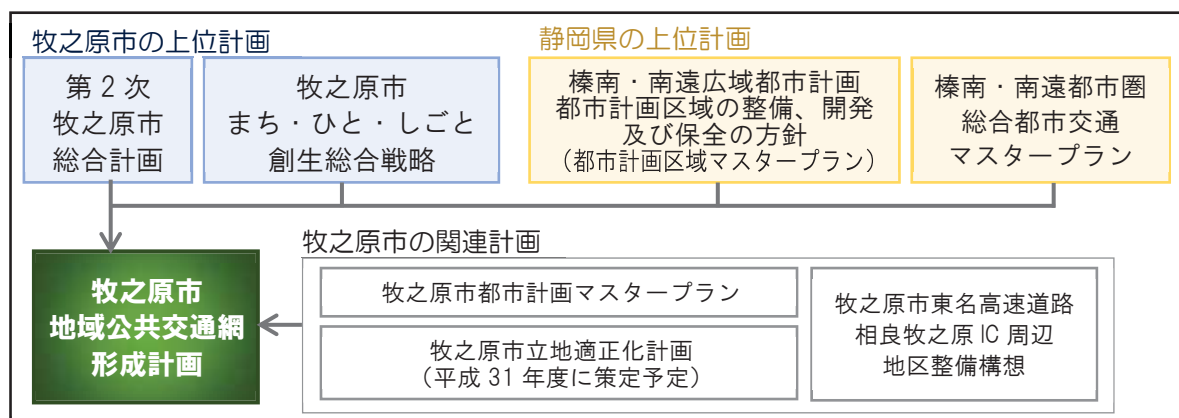 牧之原市の上位計画
第2次
牧之原市
総合計画
牧之原市
まち・ひと・しごと
創生総合戦略
静岡県の上位計画
榛南・南遠広域都市計画
都市計画区域の整備、開発
及び保全の方針
（都市計画区域マスタープラン）
榛南・南遠都市圏
総合都市交通
マスタープラン
牧之原市
地域公共交通網
形成計画
牧之原市の関連計画
牧之原市都市計画マスタープラン
牧之原市立地適正化計画
（平成 31 年度に策定予定）
牧之原市東名高速道路
相良牧之原 IC 周辺
地区整備構想